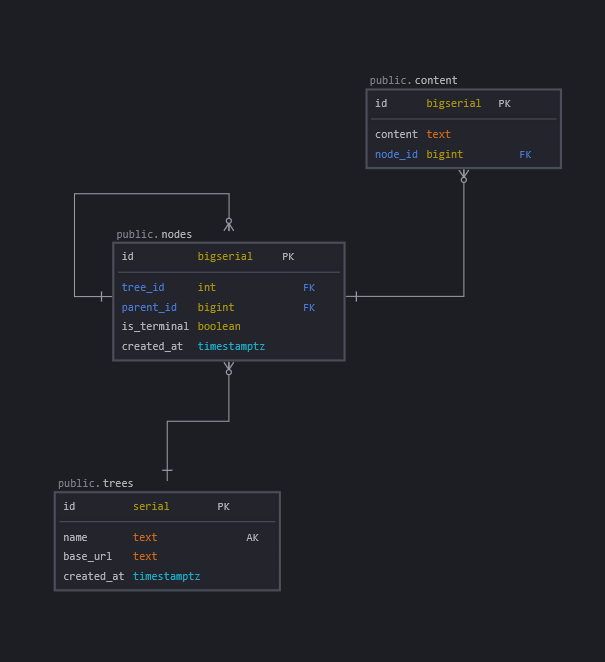 public.content
id bigserial PK
content text
node_id bigint FK
public.nodes
id bigserial PK
tree_id int FK
parent_id bigint FK
is_terminal boolean
created_at timestamptz
public.trees
id serial PK
name text AK
base_url text
created_at timestamptz